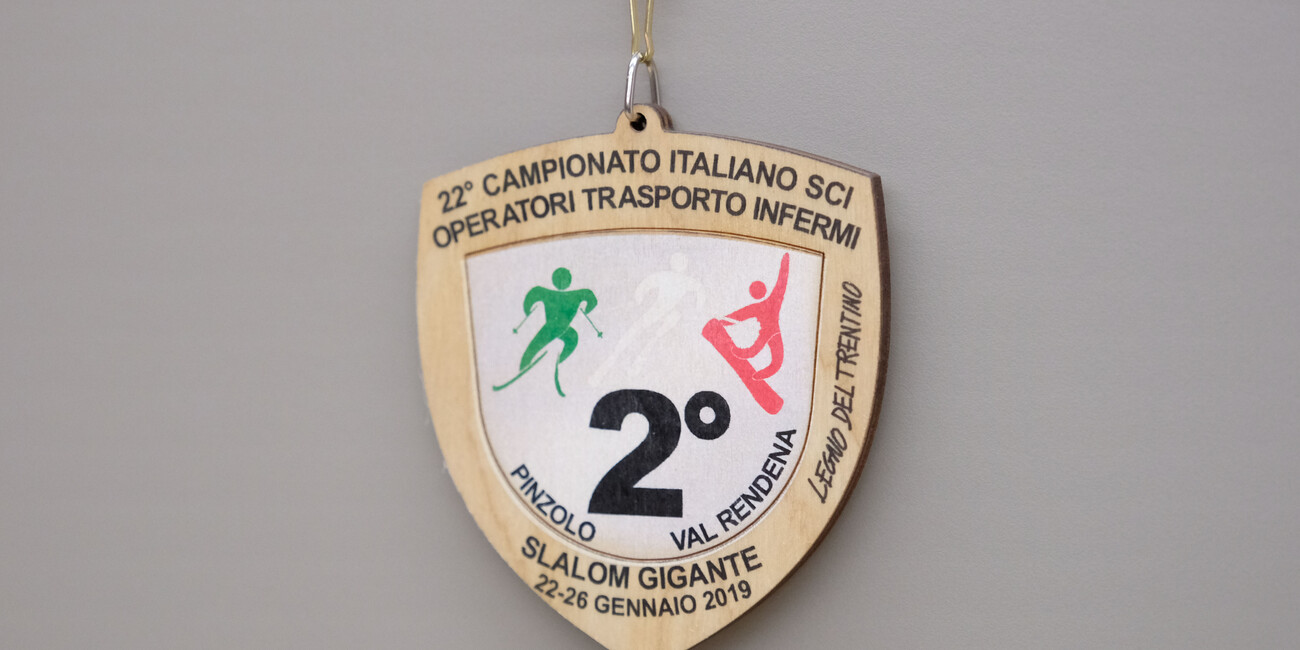 22° CAMPIONATO ITALIANO SCI
OPERATORI TRASPORTO INFERMI
2°
PINZOLO
VAL RENDENA
LEGNO DEL TRENTINO
SLALOM GIGANTE
22-26 GENNAIO 2019